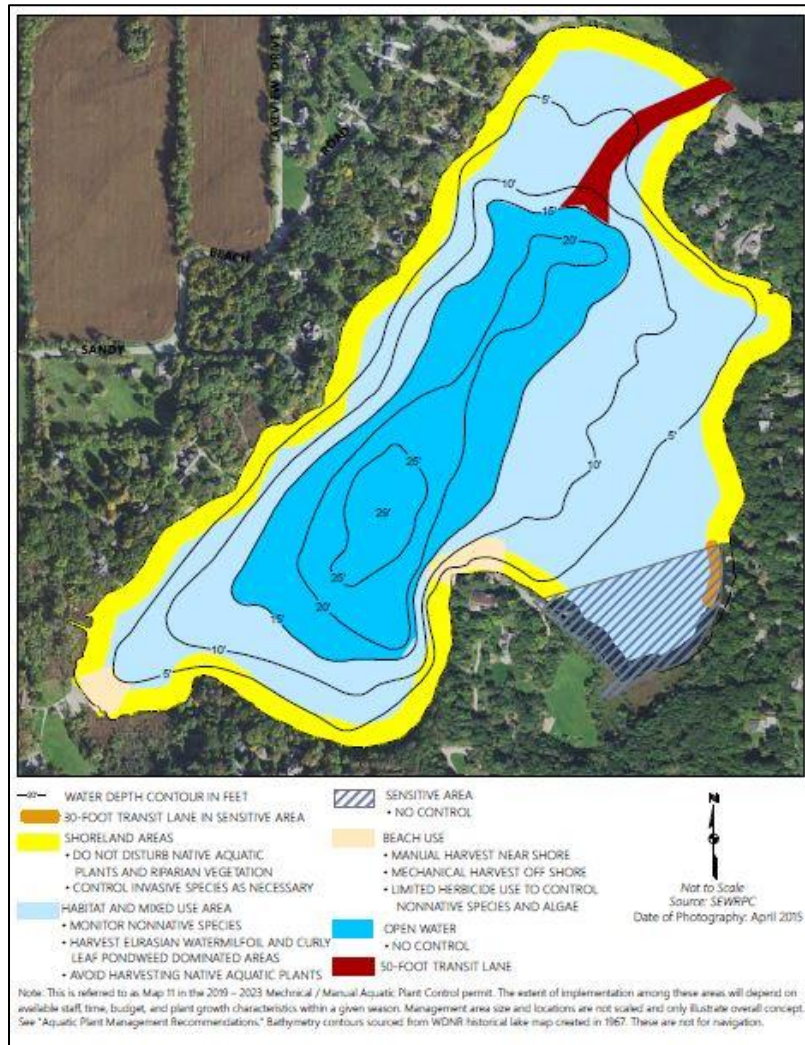 LAKEVIEW DRIVE
ROAD
BEACH
SANDY
5'
10'
15'
20'
5'
10'
25'
29'
25'
20'
15'
10'
5'
-20'- WATER DEPTH CONTOUR IN FEET
30-FOOT TRANSIT LANE IN SENSITIVE AREA
SHORELAND AREAS
• DO NOT DISTURB NATIVE AQUATIC
PLANTS AND RIPARIAN VEGETATION
• CONTROL INVASIVE SPECIES AS NECESSARY
HABITAT AND MIXED USE AREA
• MONITOR NONNATIVE SPECIES
• HARVEST EURASIAN WATERMILFOIL AND CURLY
LEAF PONDWEED DOMINATED AREAS
• AVOID HARVESTING NATIVE AQUATIC PLANTS
SENSITIVE AREA
• NO CONTROL
BEACH USE
• MANUAL HARVEST NEAR SHORE
• MECHANICAL HARVEST OFF SHORE
• LIMITED HERBICIDE USE TO CONTROL
NONNATIVE SPECIES AND ALGAE
OPEN WATER
• NO CONTROL
50-FOOT TRANSIT LANE
N
Not to Scale
Source: SEWRPC
Date of Photography: April 2015
Note: This is referred to as Map 11 in the 2019 – 2023 Mechnical / Manual Aquatic Plant Control permit. The extent of implementation among these areas will depend on
available staff, time, budget, and plant growth characteristics within a given season. Management area size and locations are not scaled and only illustrate overall concept.
See "Aquatic Plant Management Recommendations." Bathymetry contours sourced from WDNR historical lake map created in 1967. These are not for navigation.